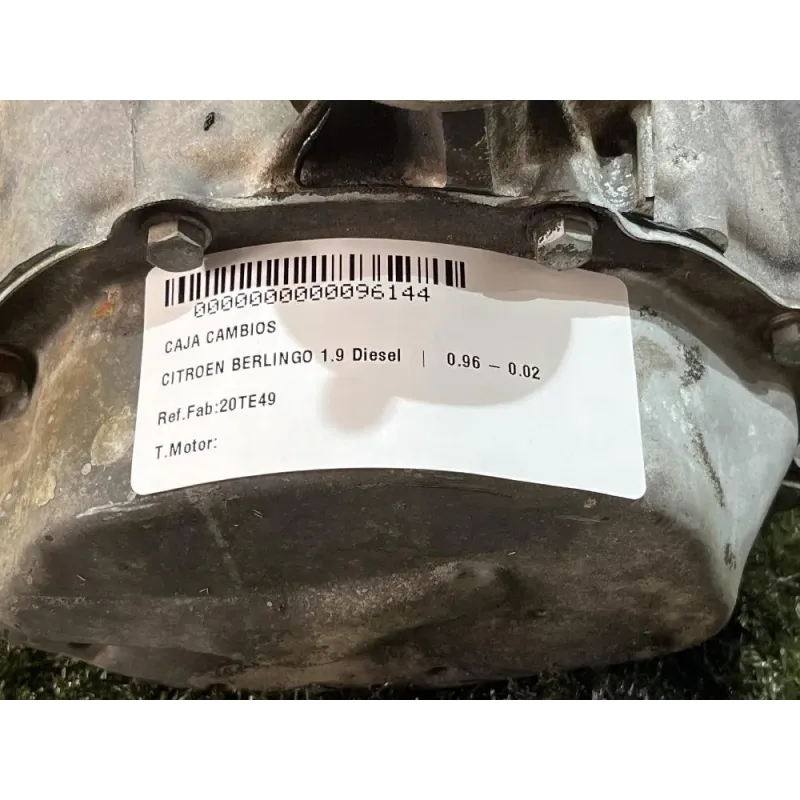 0000000000096144
CAJA CAMBIOS
CITROEN BERLINGO 1.9 Diesel | 0.96 – 0.02
Ref.Fab:20TE49
T.Motor: